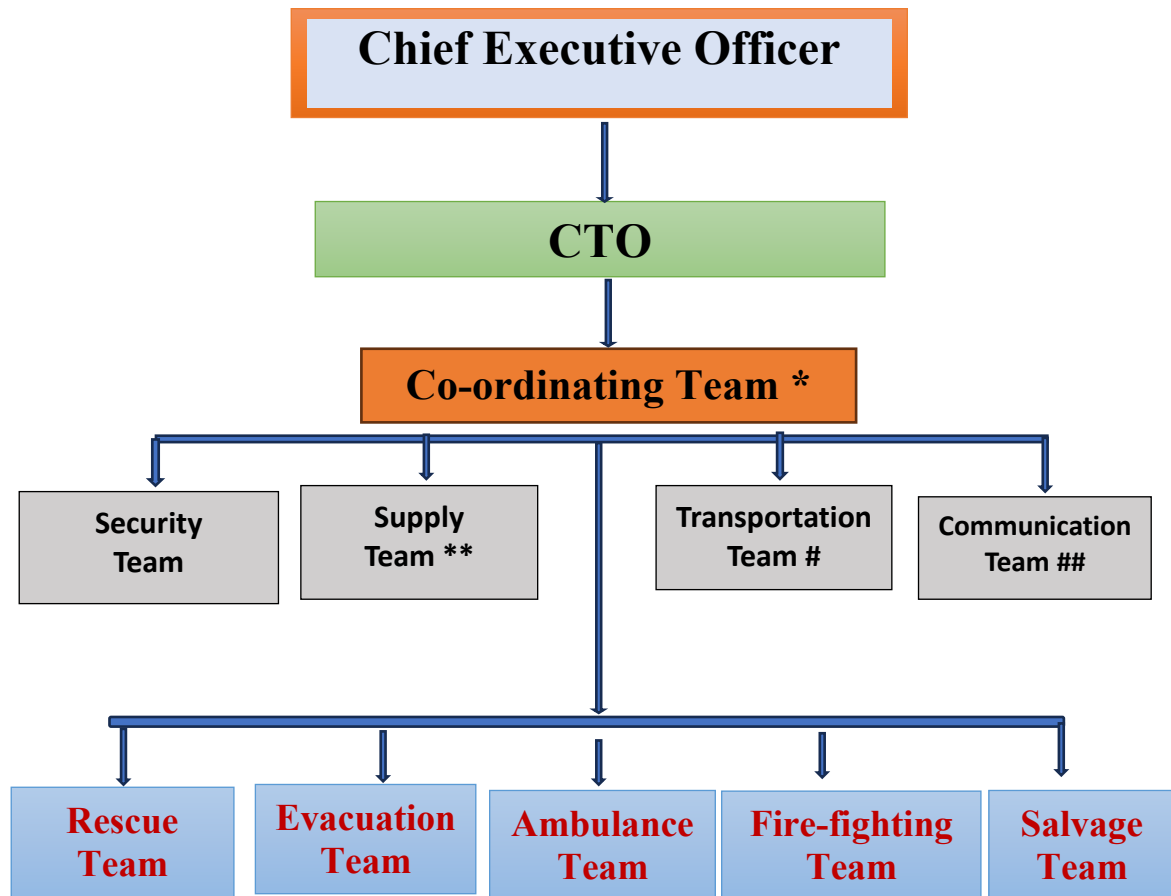 Chief Executive Officer
CTO
Co-ordinating Team *
Security
Team
Supply
Team **
Transportation
Team #
Communication
Team ##
Rescue
Team
Evacuation
Team
Ambulance
Team
Fire-fighting
Team
Salvage
Team